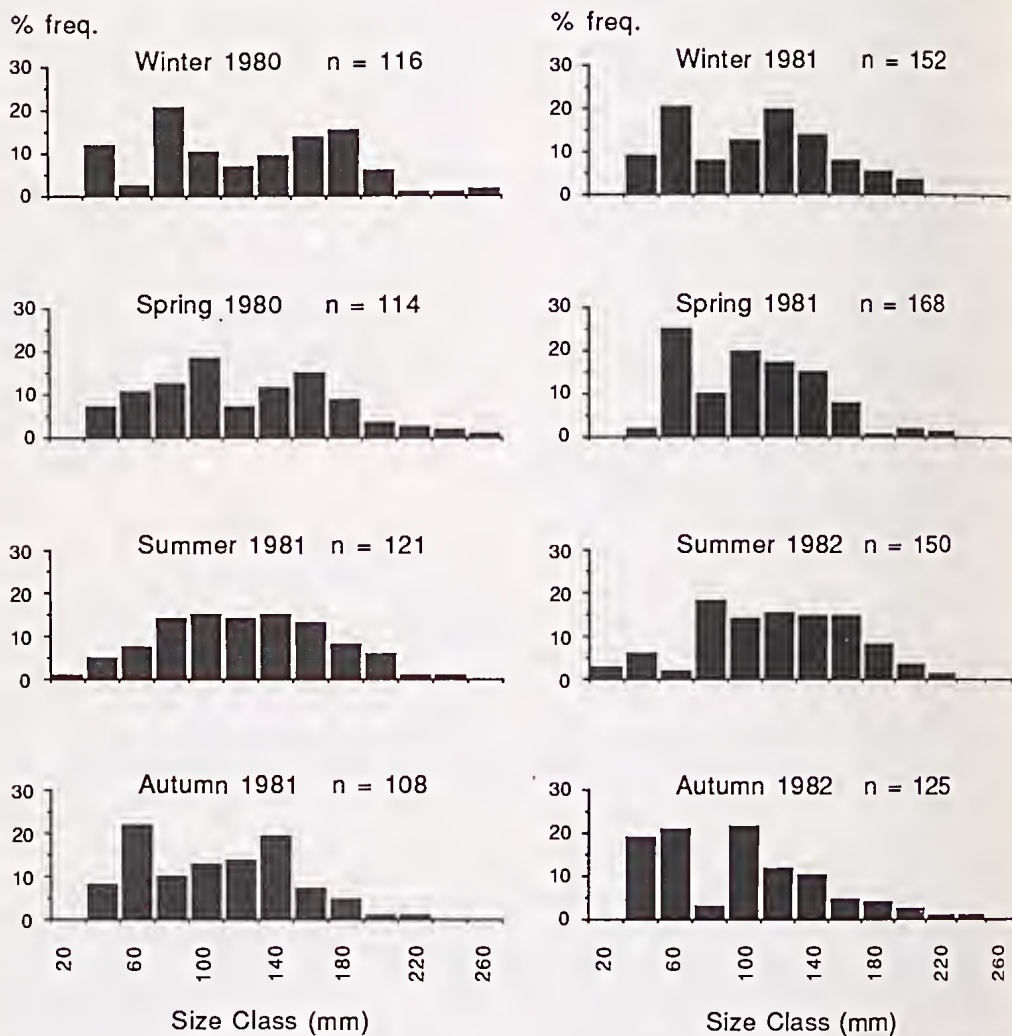 % freq.
% freq.
Winter 1980 n = 116
30
20
10
0
Winter 1981 n = 152
30
20
10
0
Spring 1980 n = 114
30
20
10
0
Spring 1981 n = 168
30
20
10
0
Summer 1981 n = 121
30
20
10
0
Summer 1982 n = 150
30
20
10
0
Autumn 1981 n = 108
30
20
10
0
Autumn 1982 n = 125
30
20
10
0
20 60 100 140 180 220 260
20 60 100 140 180 220 260
Size Class (mm)
Size Class (mm)